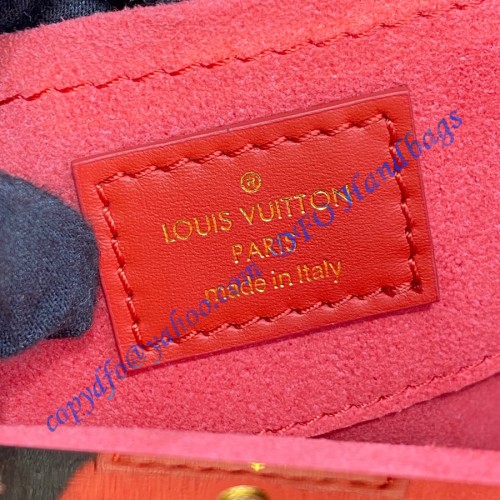 ®
LOUIS VUITTON
PARIS
made in Italy
copydfo@yahoo.com DFO Handbags